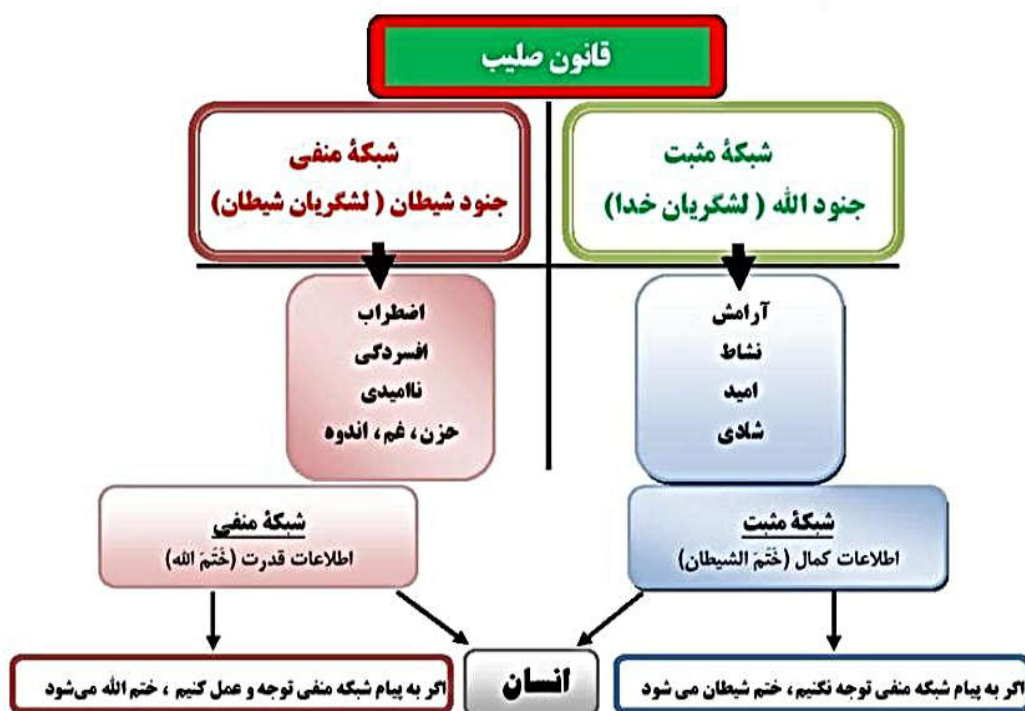 قانون صلیب
شبکهٔ مثبت
جنود الله ( لشگریان خدا)
شبکهٔ منفی
جنود شیطان ( لشگریان شیطان)
آرامش
نشاط
امید
شادی
اضطراب
افسردگی
ناامیدی
حزن، غم، اندوه
شبکهٔ مثبت
اطلاعات کمال (خَتَمَ الشیطان)
شبکهٔ منفی
اطلاعات قدرت (خَتَمَ الله)
اگر به پیام شبکه منفی توجه نکنیم، ختم شیطان می شود
انسان
اگر به پیام شبکه منفی توجه و عمل کنیم ، ختم الله می‌شود